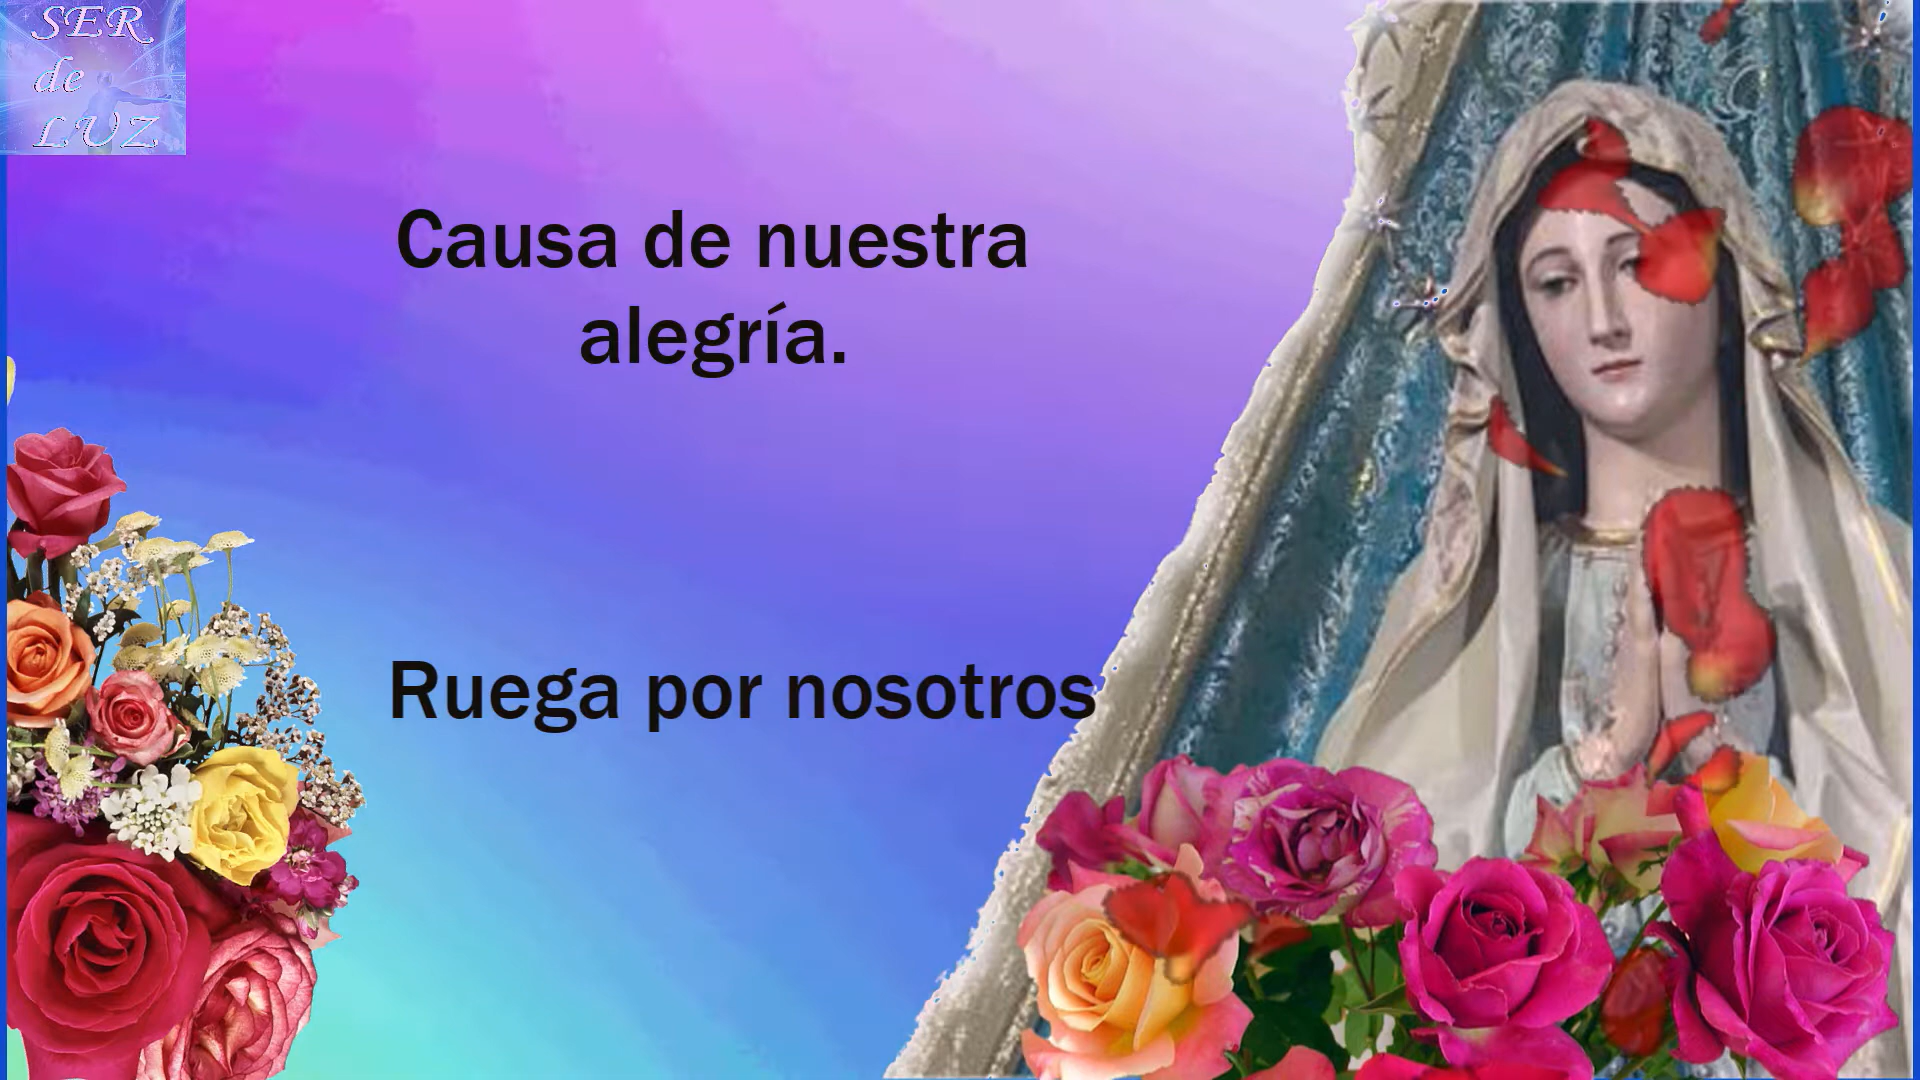 SER
de
LUZ
Causa de nuestra
alegría.
Ruega por nosotros